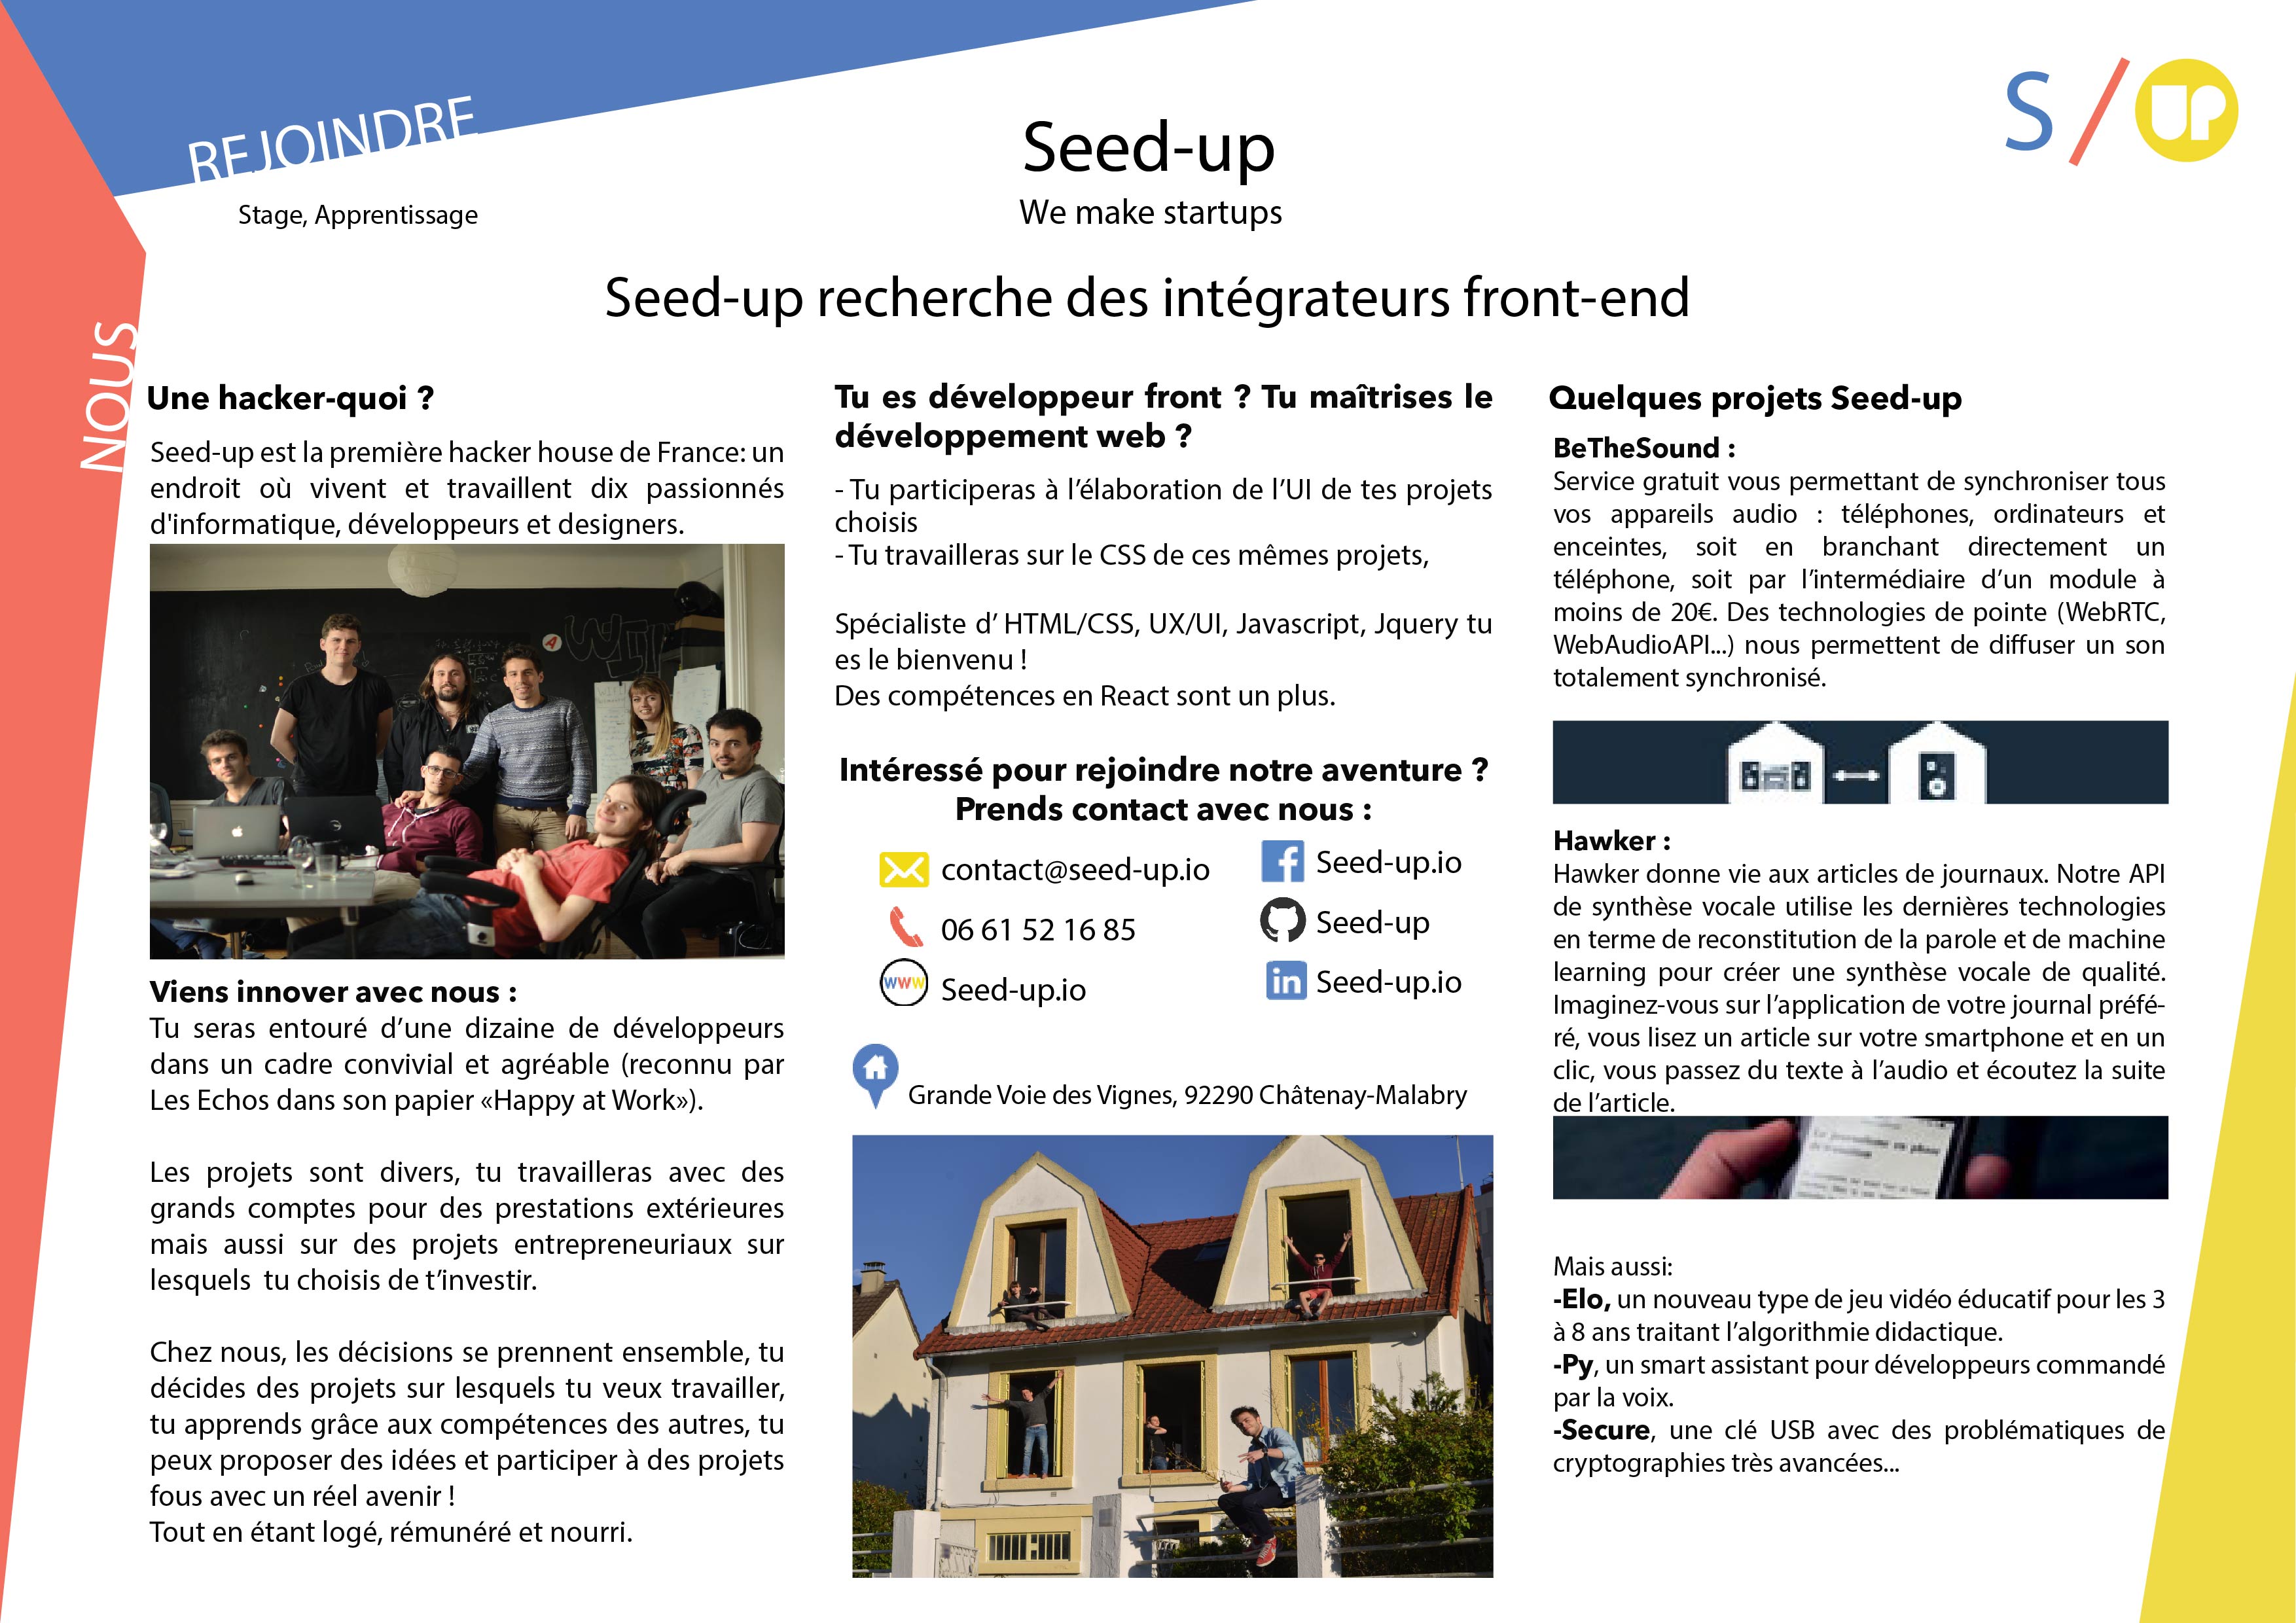 REJOINDRE
NOUS
Stage, Apprentissage
S/UP
Seed-up
We make startups
Seed-up recherche des intégrateurs front-end
Une hacker-quoi ?
Seed-up est la première hacker house de France: un
endroit où vivent et travaillent dix passionnés
d'informatique, développeurs et designers.
Viens innover avec nous :
Tu seras entouré d’une dizaine de développeurs
dans un cadre convivial et agréable (reconnu par
Les Echos dans son papier «Happy at Work»).
Les projets sont divers, tu travailleras avec des
grands comptes pour des prestations extérieures
mais aussi sur des projets entrepreneuriaux sur
lesquels tu choisis de t’investir.
Chez nous, les décisions se prennent ensemble, tu
décides des projets sur lesquels tu veux travailler,
tu apprends grâce aux compétences des autres, tu
peux proposer des idées et participer à des projets
fous avec un réel avenir !
Tout en étant logé, rémunéré et nourri.
Tu es développeur front ? Tu maîtrises le
développement web ?
- Tu participeras à l’élaboration de l’UI de tes projets
choisis
- Tu travailleras sur le CSS de ces mêmes projets,
Spécialiste d’ HTML/CSS, UX/UI, Javascript, Jquery tu
es le bienvenu !
Des compétences en React sont un plus.
Intéressé pour rejoindre notre aventure ?
Prends contact avec nous :
contact@seed-up.io
06 61 52 16 85
www Seed-up.io
f Seed-up.io
Seed-up
in Seed-up.io
Grande Voie des Vignes, 92290 Châtenay-Malabry
Quelques projets Seed-up
BeTheSound :
Service gratuit vous permettant de synchroniser tous
vos appareils audio : téléphones, ordinateurs et
enceintes, soit en branchant directement un
téléphone, soit par l’intermédiaire d’un module à
moins de 20€. Des technologies de pointe (WebRTC,
WebAudioAPI...) nous permettent de diffuser un son
totalement synchronisé.
Hawker :
Hawker donne vie aux articles de journaux. Notre API
de synthèse vocale utilise les dernières technologies
en terme de reconstitution de la parole et de machine
learning pour créer une synthèse vocale de qualité.
Imaginez-vous sur l’application de votre journal préfé-
ré, vous lisez un article sur votre smartphone et en un
clic, vous passez du texte à l’audio et écoutez la suite
de l’article.
Mais aussi:
-Elo, un nouveau type de jeu vidéo éducatif pour les 3
à 8 ans traitant l’algorithmie didactique.
-Py, un smart assistant pour développeurs commandé
par la voix.
-Secure, une clé USB avec des problématiques de
cryptographies très avancées...